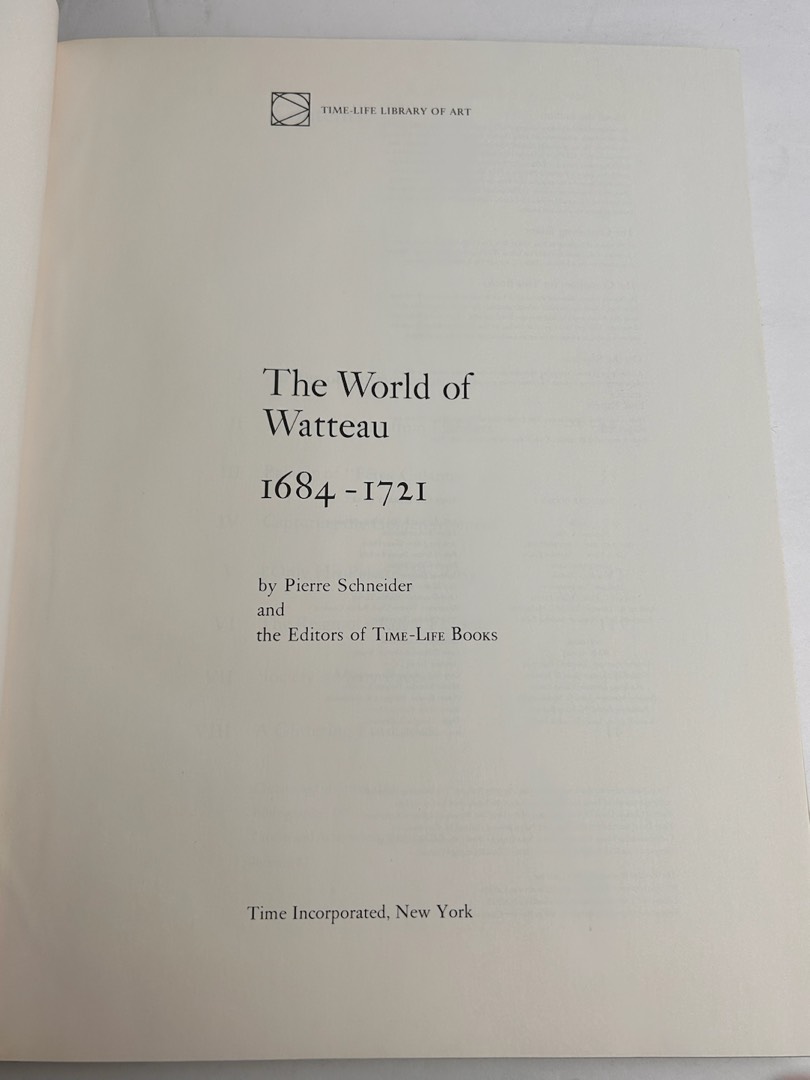 TIME-LIFE LIBRARY OF ART
The World of
Watteau
1684-1721
by Pierre Schneider
and
the Editors of TIME-LIFE BOOKS
Time Incorporated, New York